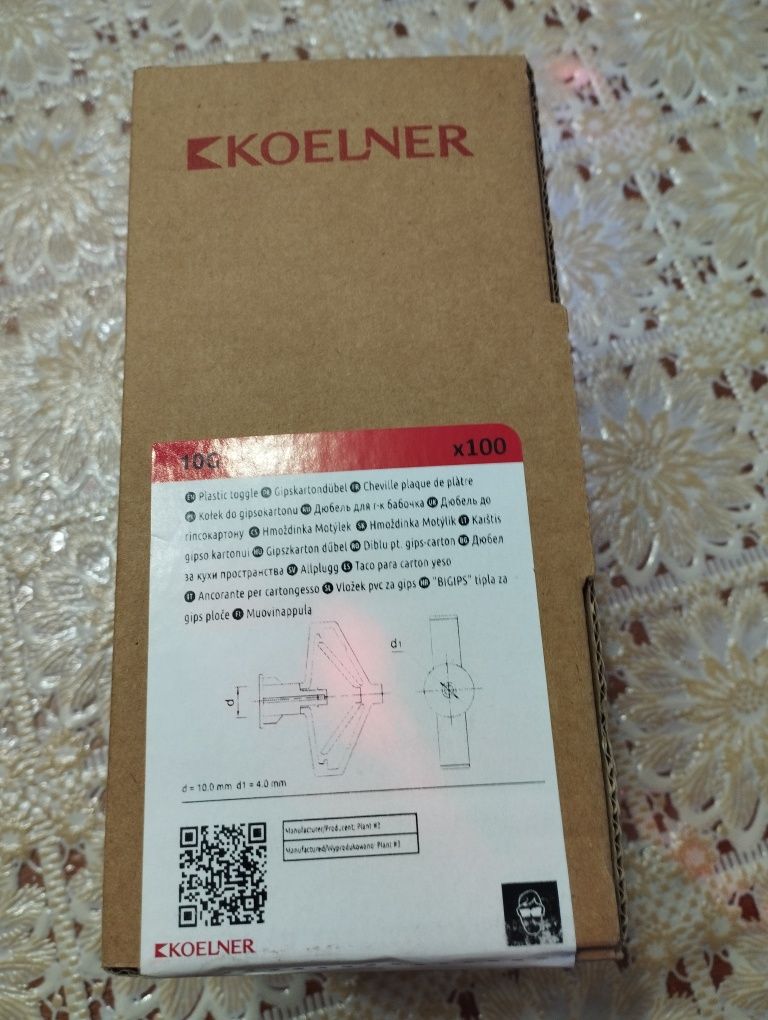 KOELNER
10G x100
EN Plastic toggle DE Gipskartondübel FR Cheville plaque de plâtre
PL Kołek do gipsokartonu RU Дюбель для г-к бабочка UK Дюбель до
гіпсокартону CS Hmoždinka Motýlek SK Hmoždinka Motýlik LT Kaištis
gipso kartonui HU Gipszkarton dűbel RO Diblu pt. gips-carton BG Дюбел
за кухи пространства SV Allplugg ES Taco para carton yeso
IT Ancorante per cartongesso SL Vložek pvc za gips HR "BIGIPS" tipla za
gips ploče FI Muovinappula
d1
d
d = 10.0 mm d1 = 4.0 mm
Manufacturer/Producent: Plant #2
Manufactured/Wyprodukowano: Plant #3
KOELNER